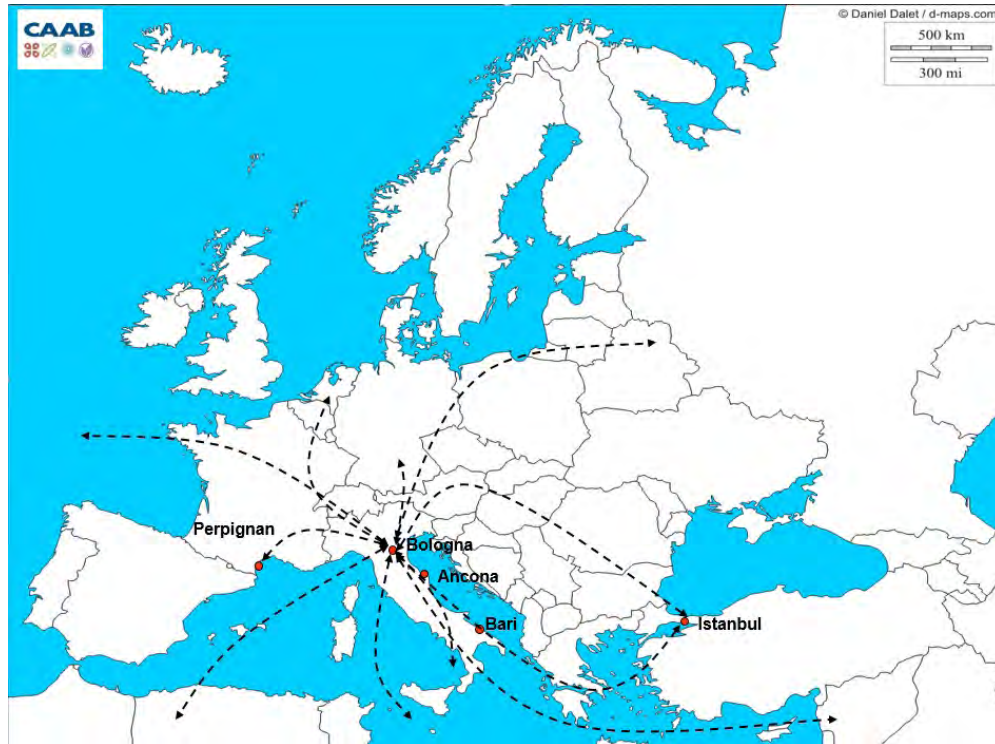 CAAB
© Daniel Dalet / d-maps.com
500 km
300 mi
Perpignan
Bologna
Ancona
Bari
Istanbul